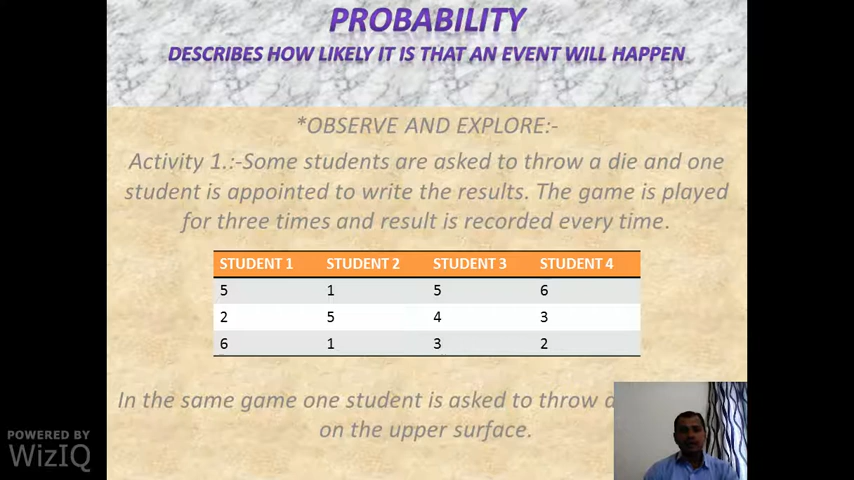 PROBABILITY
DESCRIBES HOW LIKELY IT IS THAT AN EVENT WILL HAPPEN
*OBSERVE AND EXPLORE:-
Activity 1.:-Some students are asked to throw a die and one
student is appointed to write the results. The game is played
for three times and result is recorded every time.
STUDENT 1 STUDENT 2 STUDENT 3 STUDENT 4
5 1 5 6
2 5 4 3
6 1 3 2
In the same game one student is asked to throw
on the upper surface.
POWERED BY
WizIQ